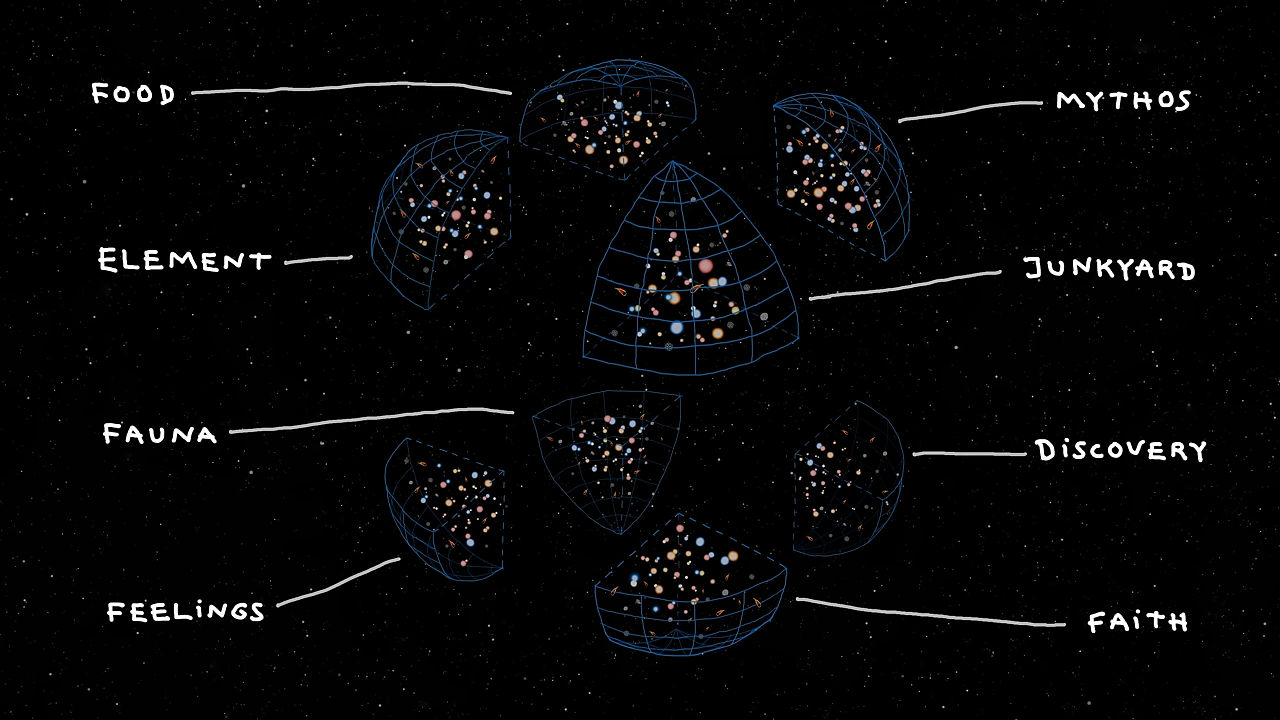 FOOD
MYTHOS
ELEMENT
JUNKYARD
FAUNA
DiSCOVERY
FEELiNGS
FAiTH